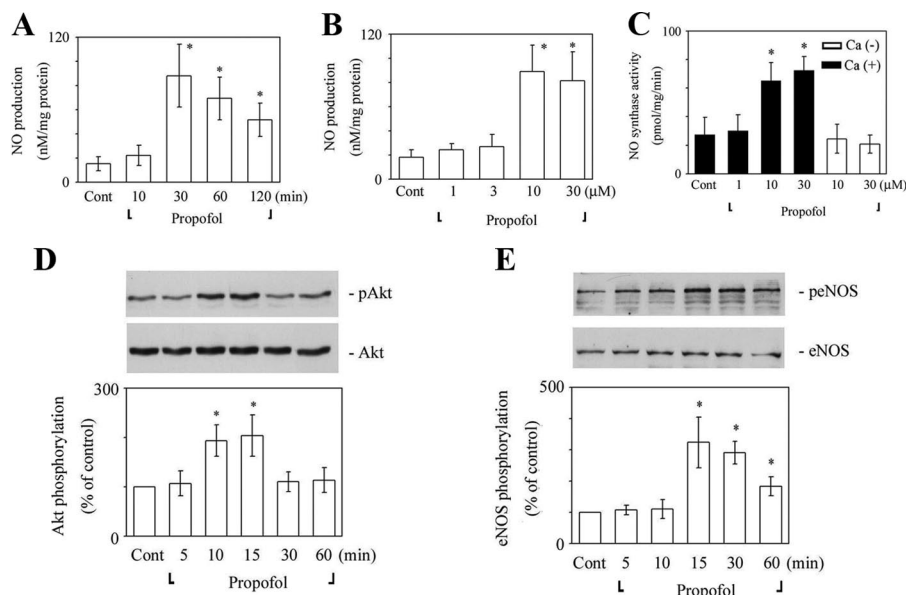 A
NO production
(nM/mg protein)
120
0
*
*
*
Cont 10 30 60 120 (min)
Propofol
B
NO production
(nM/mg protein)
120
0
*
*
Cont 1 3 10 30 (μM)
Propofol
C
NO synthase activity
(pmol/mg/min)
100
0
*
*
Ca (-)
Ca (+)
Cont 1 10 30 10 30 (μM)
Propofol
D
- pAkt
- Akt
Akt phosphorylation
(% of control)
300
0
*
*
Cont 5 10 15 30 60 (min)
Propofol
E
- peNOS
- eNOS
eNOS phosphorylation
(% of control)
500
0
*
*
*
Cont 5 10 15 30 60 (min)
Propofol